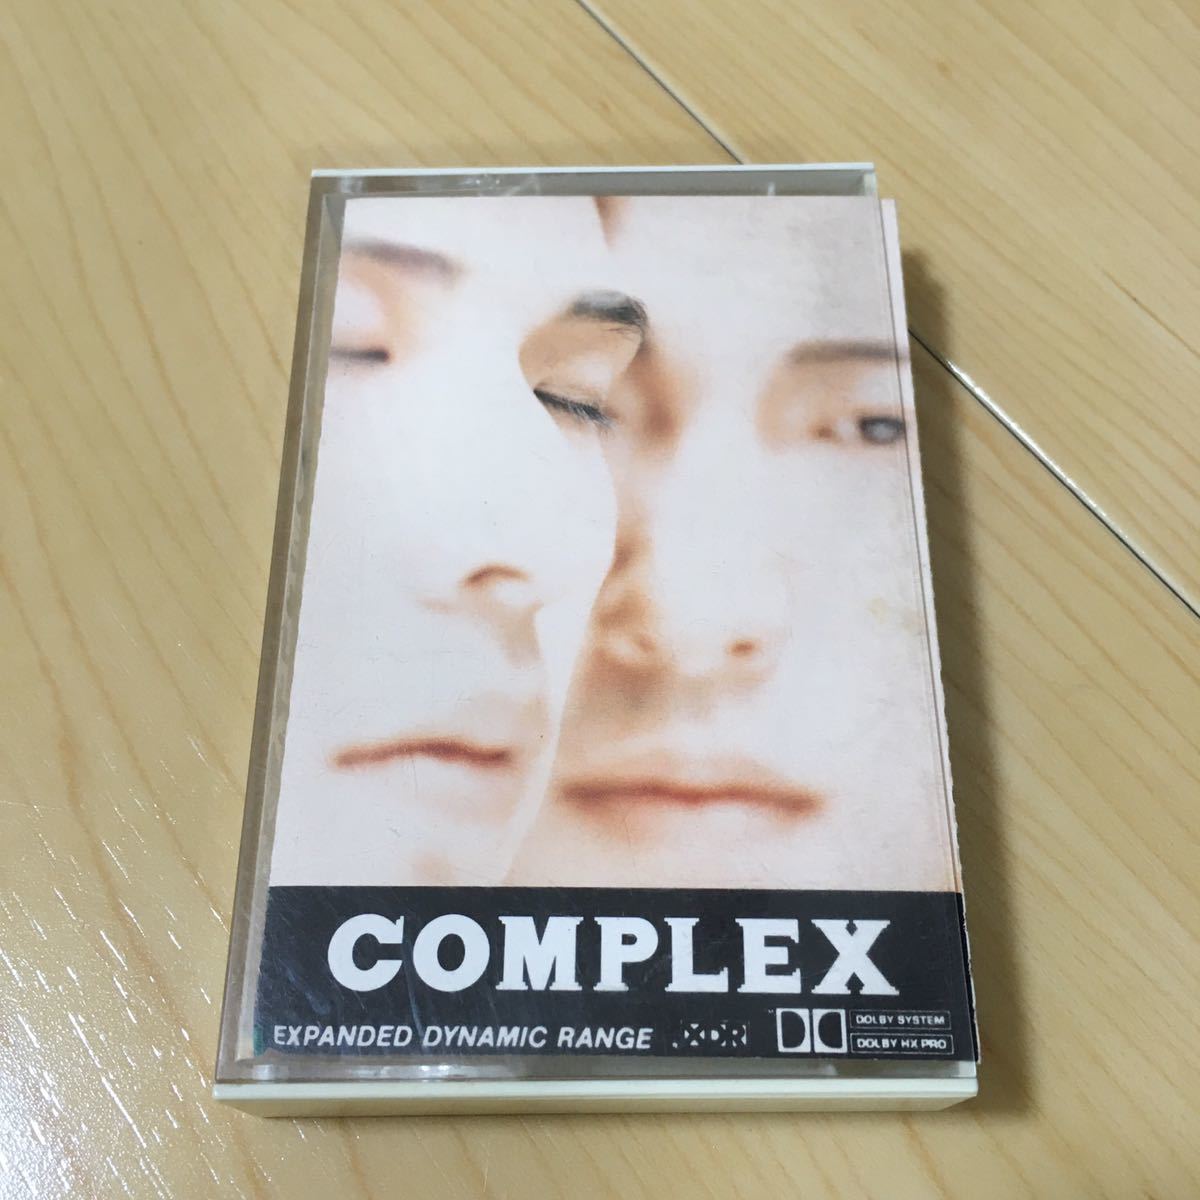 COMPLEX
EXPANDED DYNAMIC RANGE XDR
DOLBY SYSTEM
DOLBY HX PRO